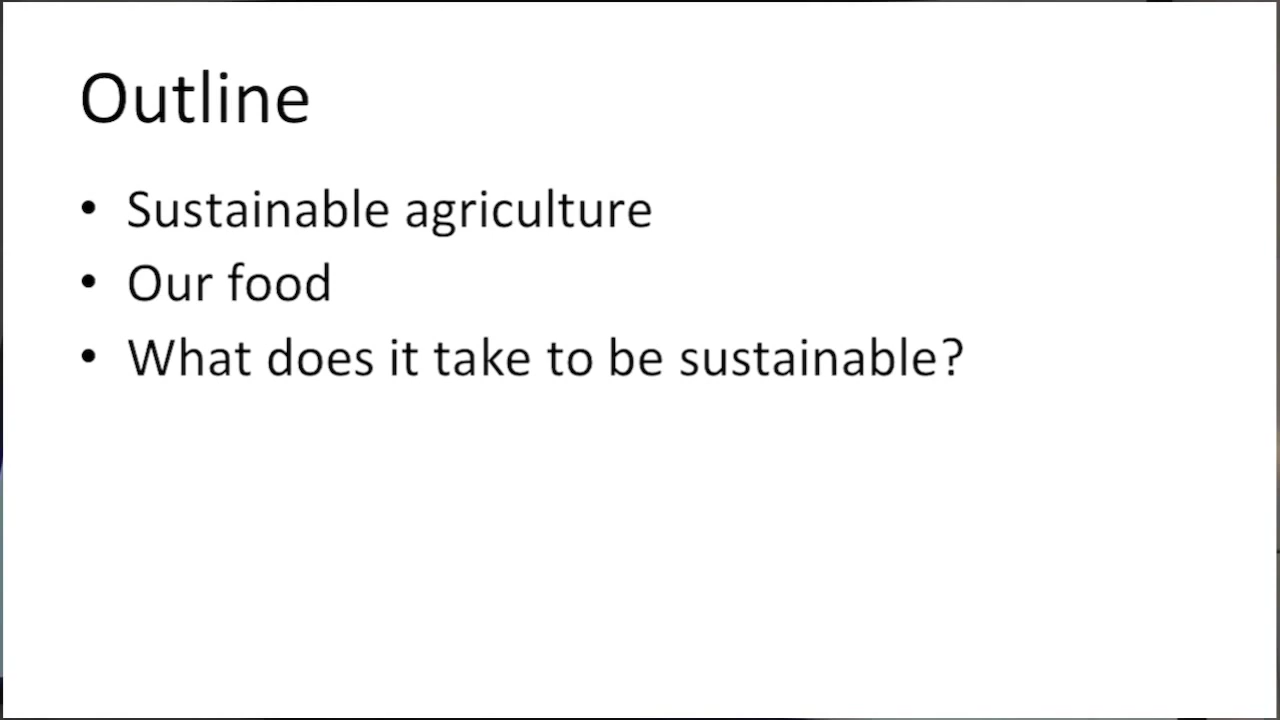 Outline
• Sustainable agriculture
• Our food
• What does it take to be sustainable?